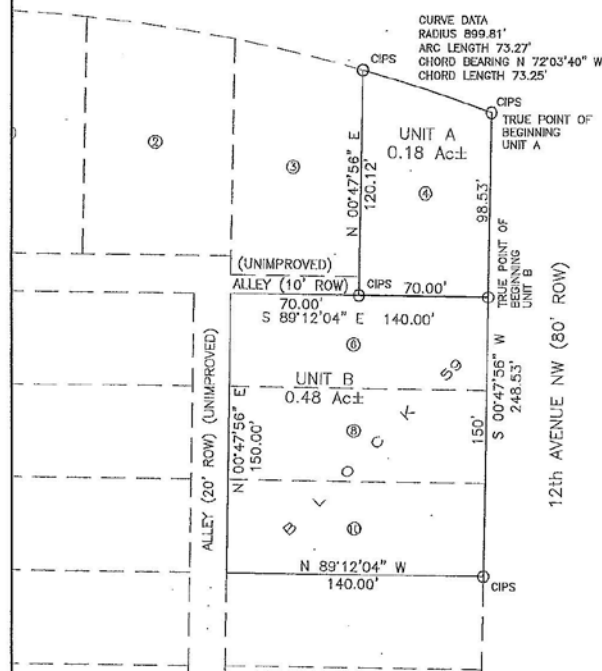 CURVE DATA
RADIUS 899.81'
ARC LENGTH 73.27'
CHORD BEARING N 72°03'40" W
CHORD LENGTH 73.25'
CIPS
CIPS
TRUE POINT OF
BEGINNING
UNIT A
UNIT A
0.18 Ac±
②
③
④
N 00°47'56" E
120.12'
98.53'
(UNIMPROVED)
ALLEY (10' ROW)
CIPS
70.00'
70.00'
S 89°12'04" E 140.00'
TRUE POINT OF
BEGINNING
UNIT B
⑥
UNIT B
0.48 Ac±
⑧
⑩
BLOCK 59
N 00°47'56" E
150.00'
150'
S 00°47'56" W
248.53'
12th AVENUE NW (80' ROW)
ALLEY (20' ROW) (UNIMPROVED)
N 89°12'04" W
140.00'
CIPS